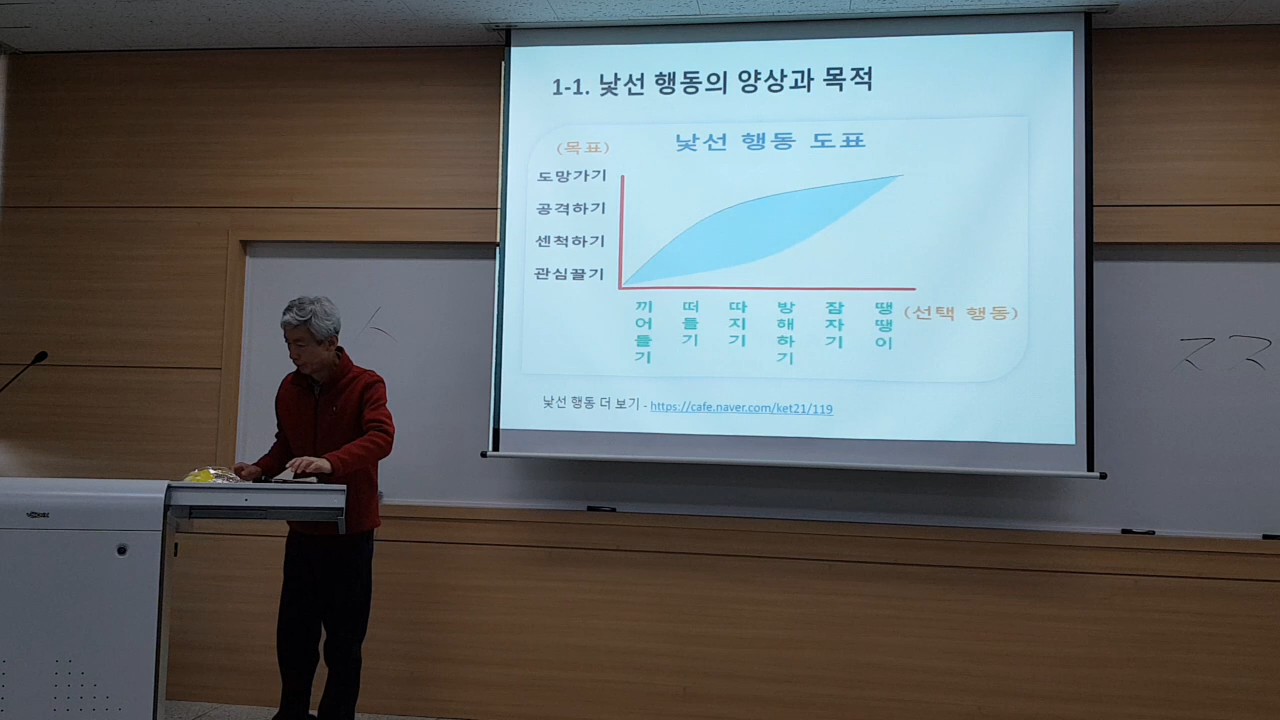 1-1. 낯선 행동의 양상과 목적
낯선 행동 도표
(목표)
도망가기
공격하기
센척하기
관심끌기
끼어들기
떠들기
따지기
방해하기
잠자기
땡땡이
(선택 행동)
낯선 행동 더 보기 - https://cafe.naver.com/ket21/119
ㅈㅈ